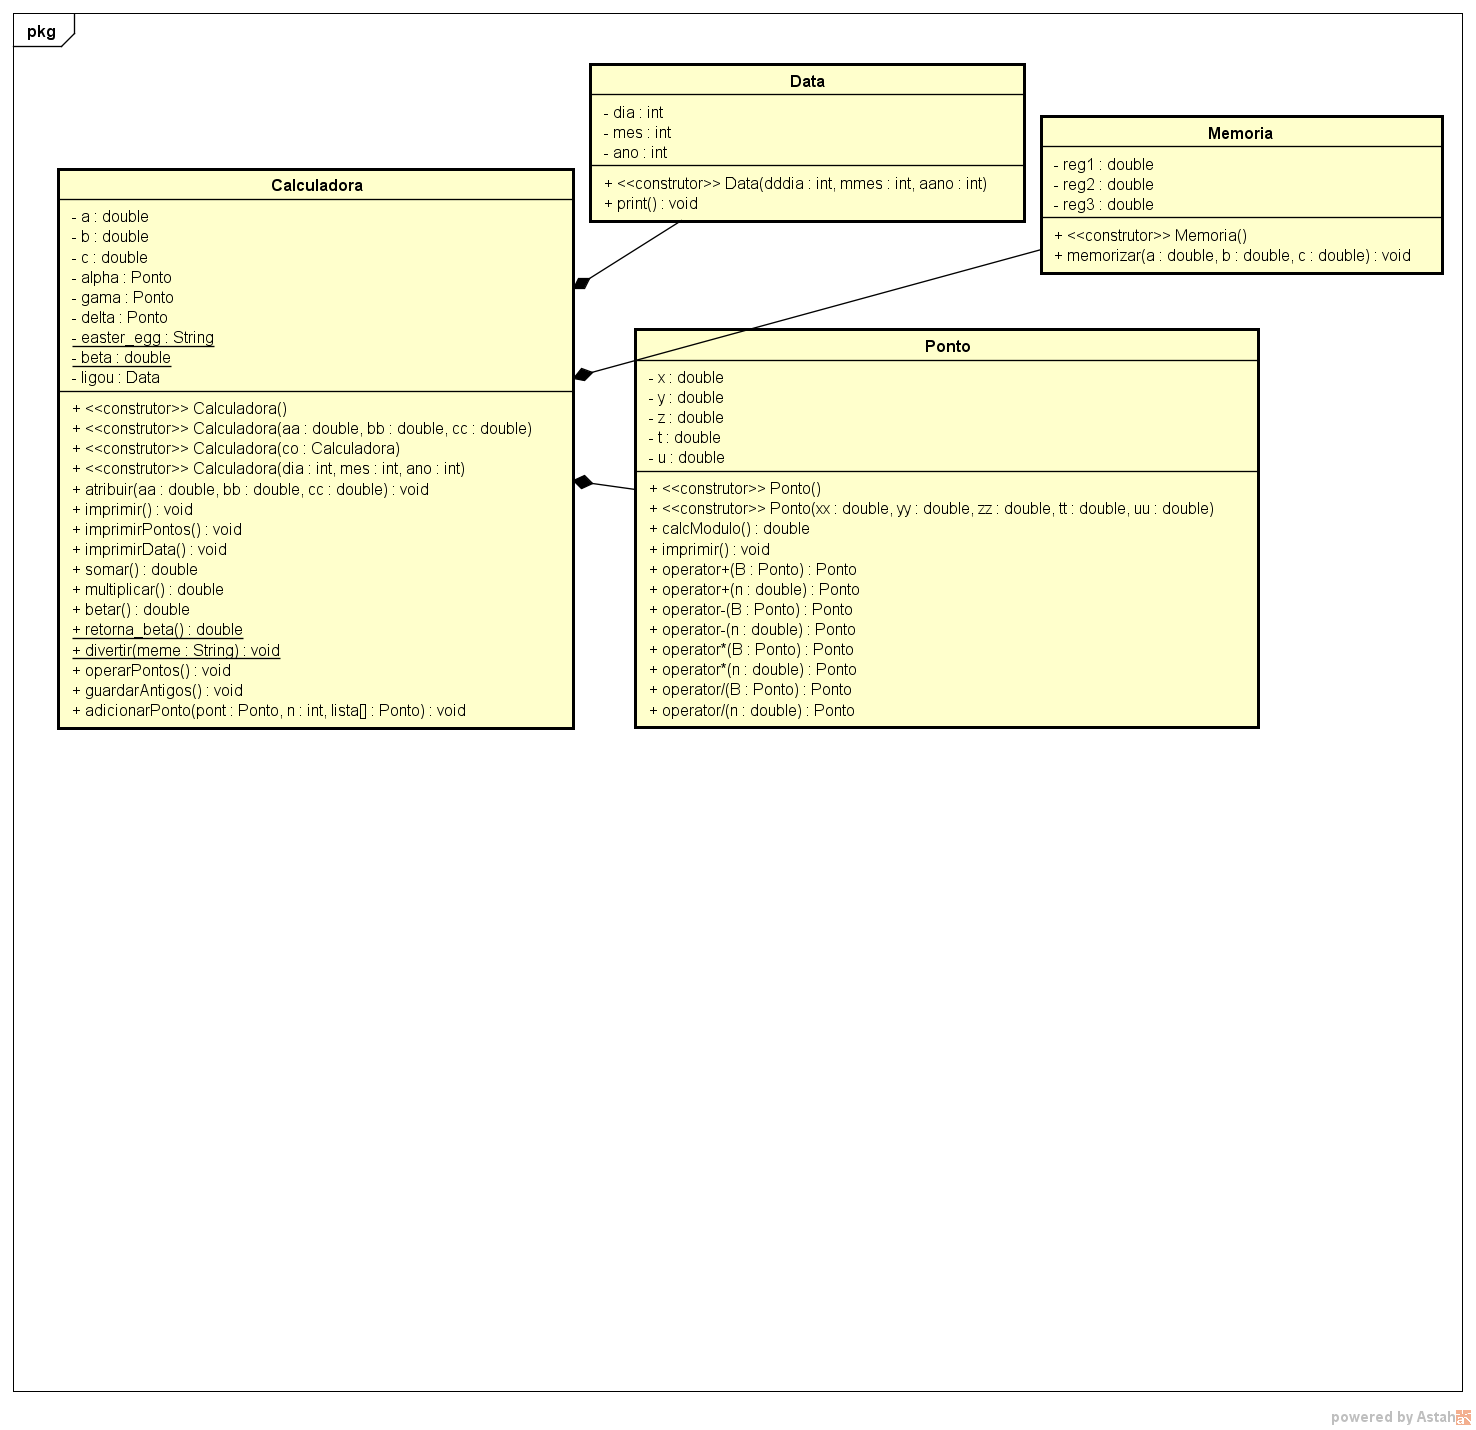 pkg
Data
- dia : int
- mes : int
- ano : int
+ <<construtor>> Data(dddia : int, mmes : int, aano : int)
+ print() : void
Memoria
- reg1 : double
- reg2 : double
- reg3 : double
+ <<construtor>> Memoria()
+ memorizar(a : double, b : double, c : double) : void
Calculadora
- a : double
- b : double
- c : double
- alpha : Ponto
- gama : Ponto
- delta : Ponto
- easter_egg : String
- beta : double
- ligou : Data
+ <<construtor>> Calculadora()
+ <<construtor>> Calculadora(aa : double, bb : double, cc : double)
+ <<construtor>> Calculadora(co : Calculadora)
+ <<construtor>> Calculadora(dia : int, mes : int, ano : int)
+ atribuir(aa : double, bb : double, cc : double) : void
+ imprimir() : void
+ imprimirPontos() : void
+ imprimirData() : void
+ somar() : double
+ multiplicar() : double
+ betar() : double
+ retorna_beta() : double
+ divertir(meme : String) : void
+ operarPontos() : void
+ guardarAntigos() : void
+ adicionarPonto(pont : Ponto, n : int, lista[] : Ponto) : void
Ponto
- x : double
- y : double
- z : double
- t : double
- u : double
+ <<construtor>> Ponto()
+ <<construtor>> Ponto(xx : double, yy : double, zz : double, tt : double, uu : double)
+ calcModulo() : double
+ imprimir() : void
+ operator+(B : Ponto) : Ponto
+ operator+(n : double) : Ponto
+ operator-(B : Ponto) : Ponto
+ operator-(n : double) : Ponto
+ operator*(B : Ponto) : Ponto
+ operator*(n : double) : Ponto
+ operator/(B : Ponto) : Ponto
+ operator/(n : double) : Ponto
powered by Astah